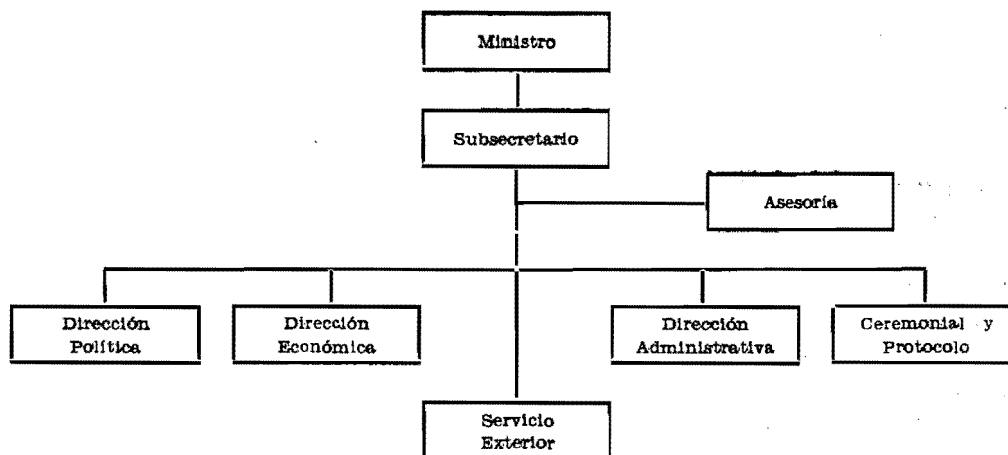 Ministro
Subsecretario
Asesoría
Dirección
Política
Dirección
Económica
Dirección
Administrativa
Ceremonial y
Protocolo
Servicio
Exterior